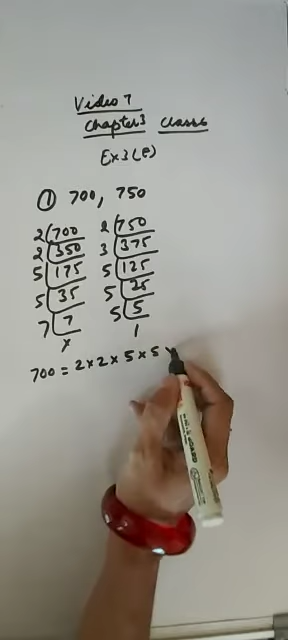 Video 7
Chapter 3 Class 6
Ex 3(E)
① 700, 750
2 700 2 750
2 350 3 375
5 175 5 125
5 35 5 25
7 7 5 5
1
700 = 2 × 2 × 5 × 5 ×